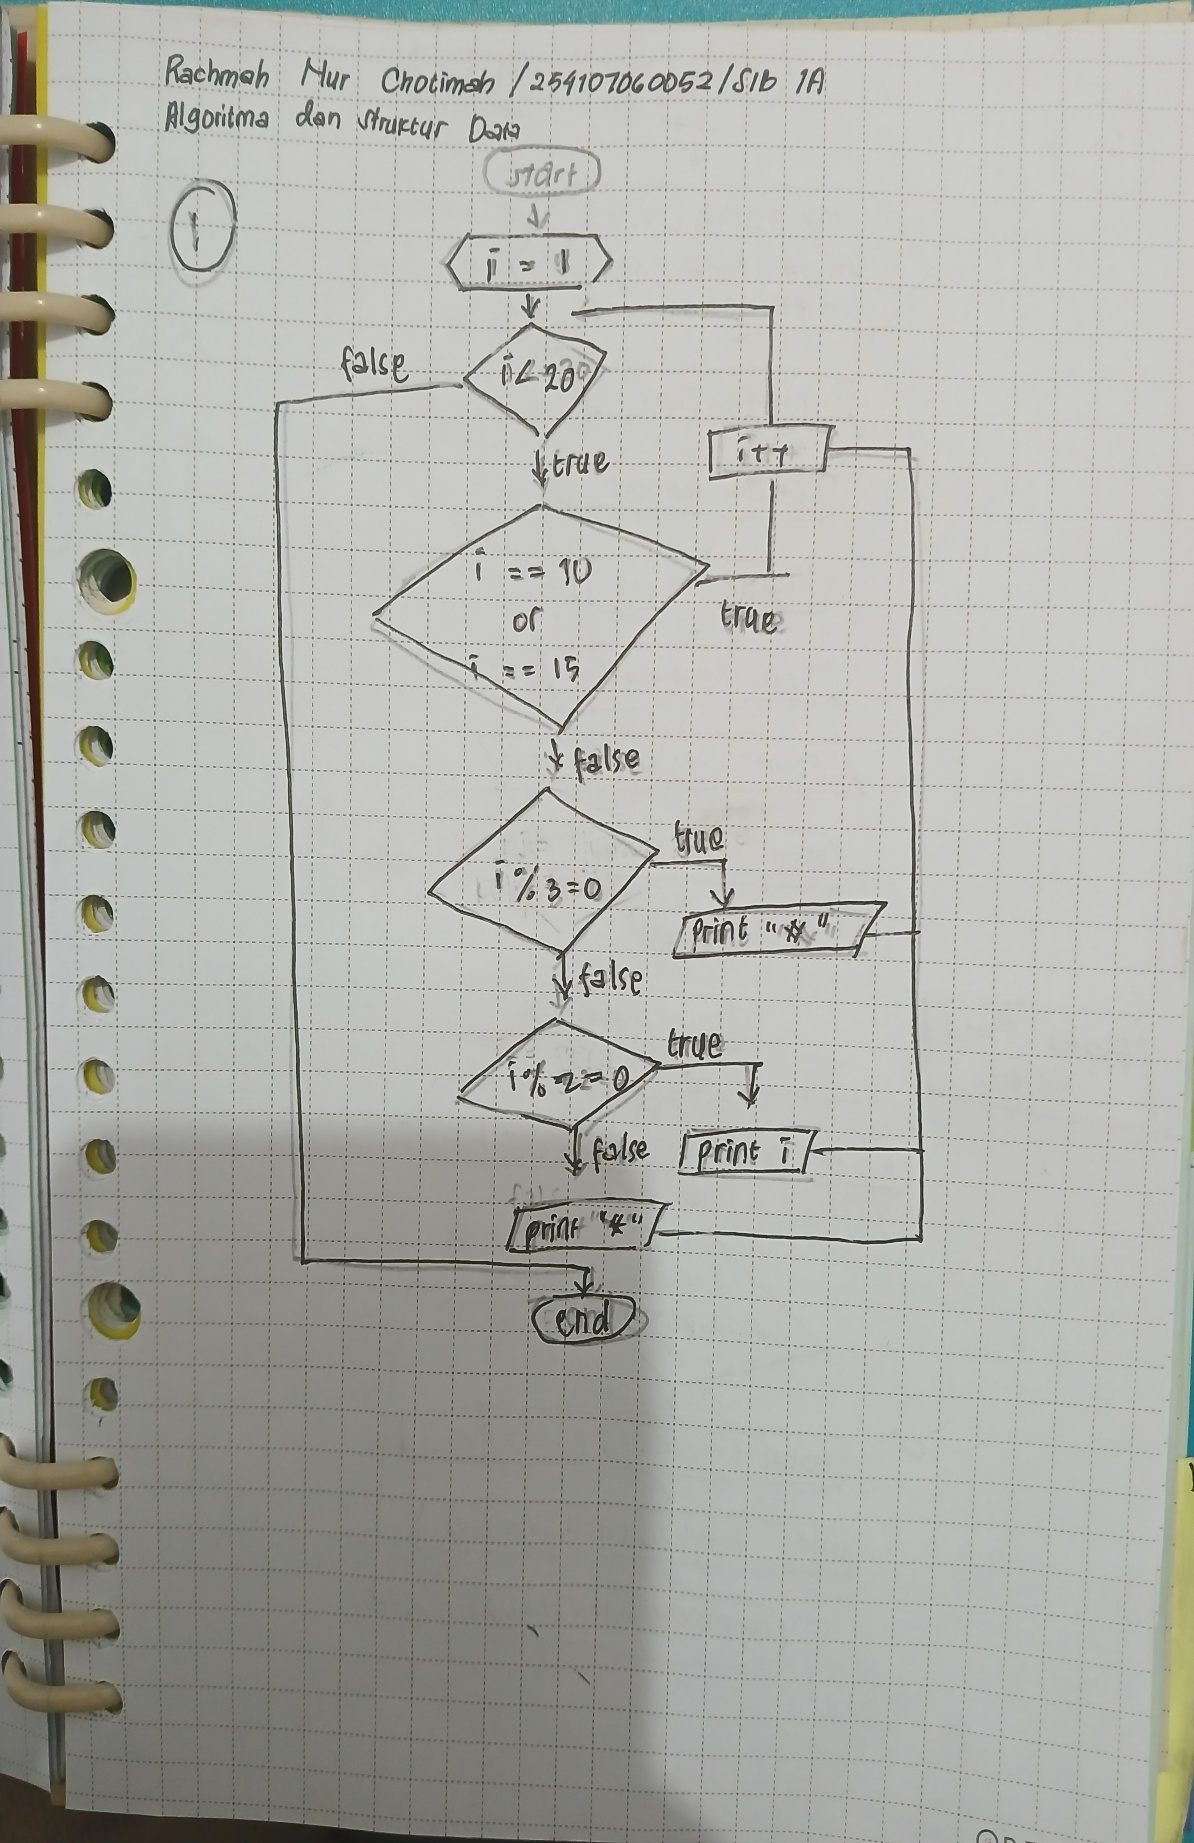 Rachmah Nur Chotimah / 254107060052 / SIB 1A
Algoritma dan Struktur Data
1
start
i = 1
i < 20
false
true
i++
i == 10
or
i == 15
true
false
i % 3 = 0
true
print "#"
false
i % 2 = 0
true
print i
false
print "*"
end